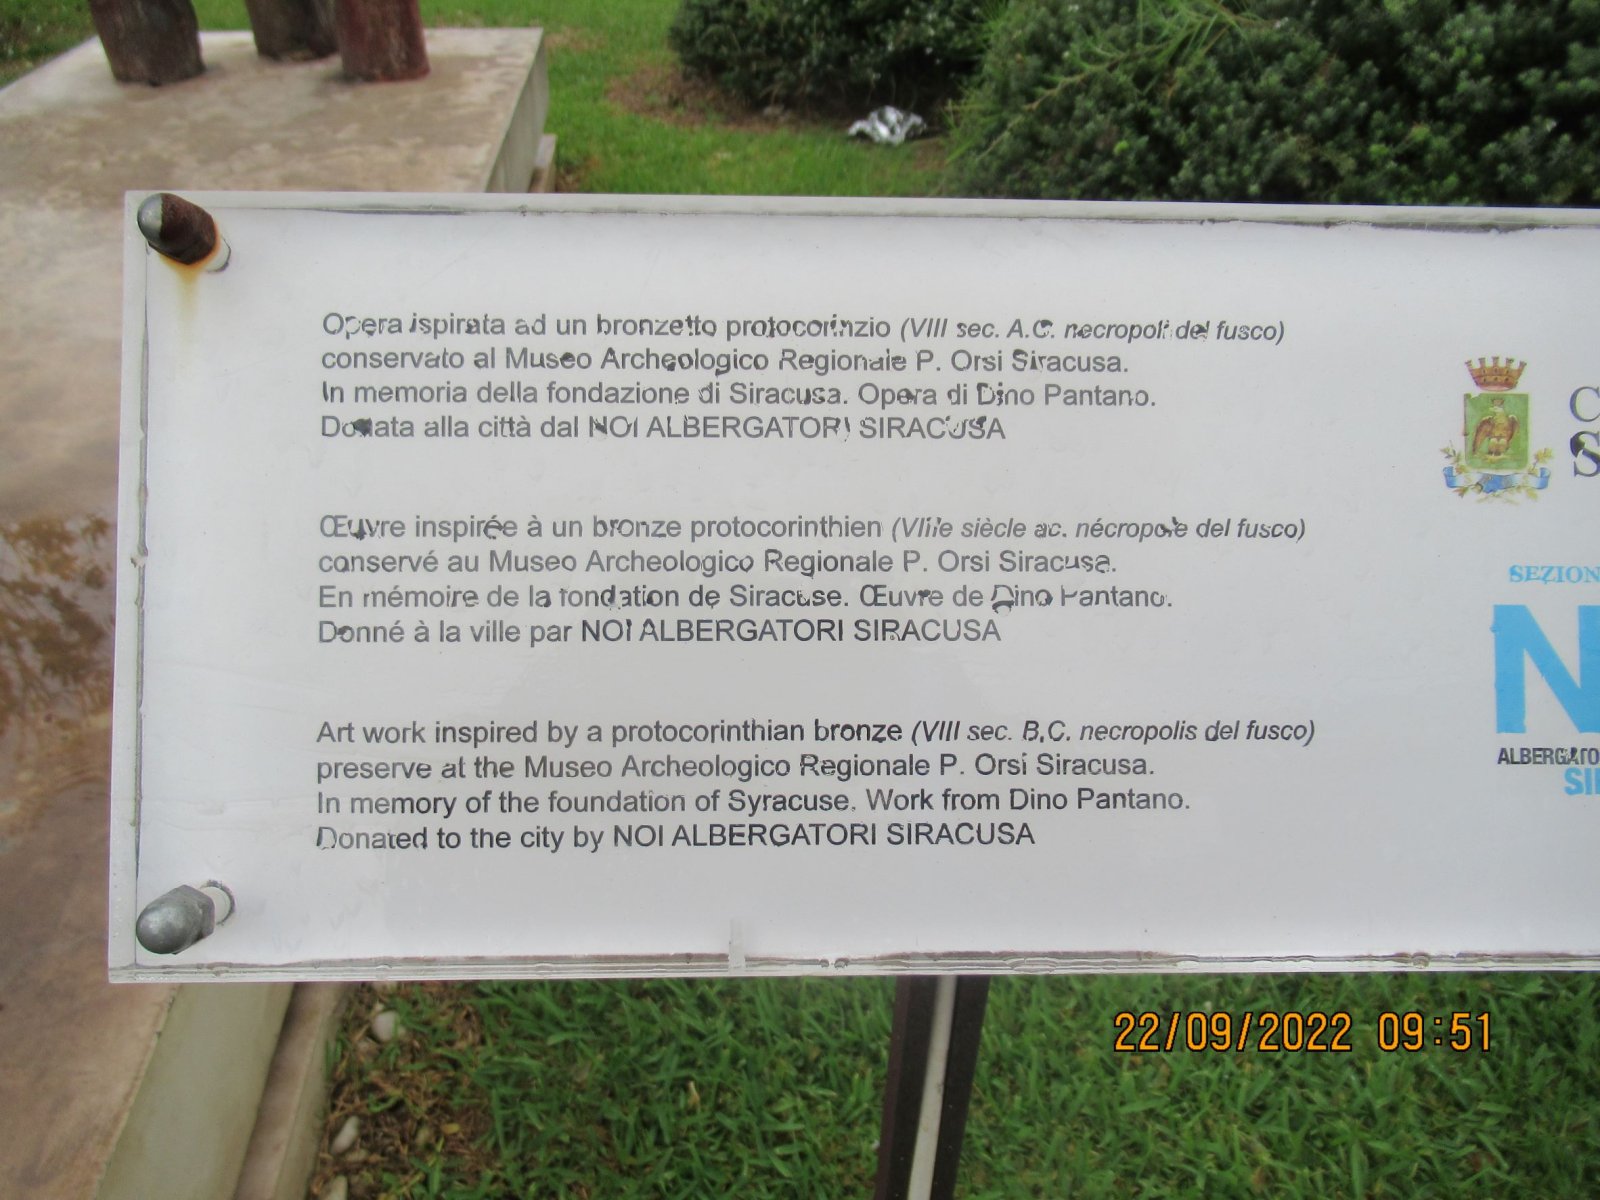 Opera ispirata ad un bronzetto protocorinzio (VIII sec. A.C. necropoli del fusco)
conservato al Museo Archeologico Regionale P. Orsi Siracusa.
In memoria della fondazione di Siracusa. Opera di Dino Pantano.
Donata alla città dal NOI ALBERGATORI SIRACUSA
Œuvre inspirée à un bronze protocorinthien (VIIIe siècle ac. nécropole del fusco)
conservé au Museo Archeologico Regionale P. Orsi Siracusa.
En mémoire de la fondation de Siracuse. Œuvre de Dino Pantano.
Donné à la ville par NOI ALBERGATORI SIRACUSA
Art work inspired by a protocorinthian bronze (VIII sec. B.C. necropolis del fusco)
preserve at the Museo Archeologico Regionale P. Orsi Siracusa.
In memory of the foundation of Syracuse. Work from Dino Pantano.
Donated to the city by NOI ALBERGATORI SIRACUSA
C
S
SEZION
N
ALBERGATO
SI
22/09/2022 09:51